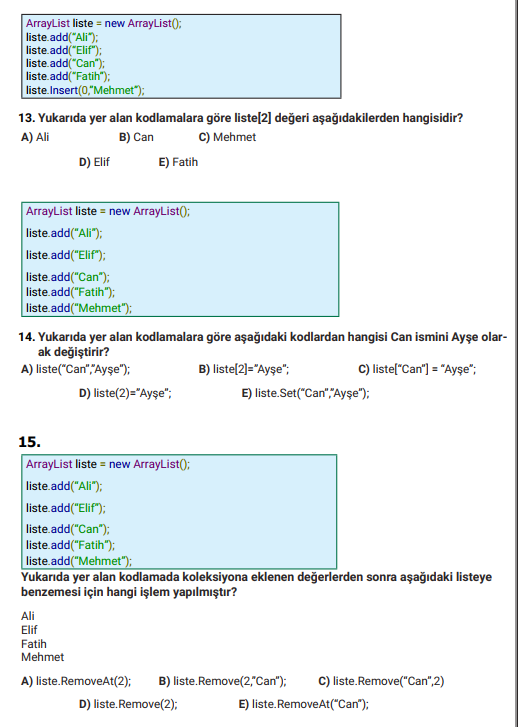 ArrayList liste = new ArrayList();
liste.add("Ali");
liste.add("Elif");
liste.add("Can");
liste.add("Fatih");
liste.Insert(0,"Mehmet");
13. Yukarıda yer alan kodlamalara göre liste[2] değeri aşağıdakilerden hangisidir?
A) Ali B) Can C) Mehmet
D) Elif E) Fatih
ArrayList liste = new ArrayList();
liste.add("Ali");
liste.add("Elif");
liste.add("Can");
liste.add("Fatih");
liste.add("Mehmet");
14. Yukarıda yer alan kodlamalara göre aşağıdaki kodlardan hangisi Can ismini Ayşe olar-
ak değiştirir?
A) liste("Can","Ayşe"); B) liste[2]="Ayşe"; C) liste["Can"] = "Ayşe";
D) liste(2)="Ayşe"; E) liste.Set("Can","Ayşe");
15.
ArrayList liste = new ArrayList();
liste.add("Ali");
liste.add("Elif");
liste.add("Can");
liste.add("Fatih");
liste.add("Mehmet");
Yukarıda yer alan kodlamada koleksiyona eklenen değerlerden sonra aşağıdaki listeye
benzemesi için hangi işlem yapılmıştır?
Ali
Elif
Fatih
Mehmet
A) liste.RemoveAt(2); B) liste.Remove(2,"Can"); C) liste.Remove("Can",2)
D) liste.Remove(2); E) liste.RemoveAt("Can");